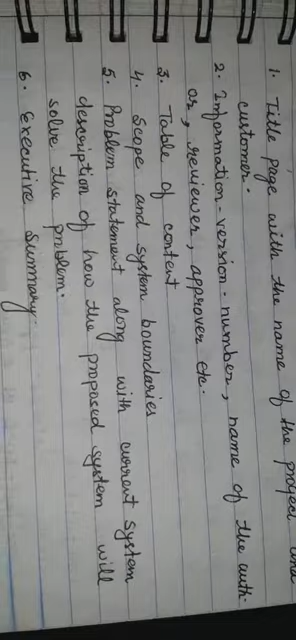 1. Title page with the name of the project and
customer.
2. Information - version - number, name of the auth-
or, reviewer, approver etc.
3. Table of content
4. Scope and system boundaries
5. Problem statement along with current system
description of how the proposed system will
solve the problem.
6. Executive Summary.